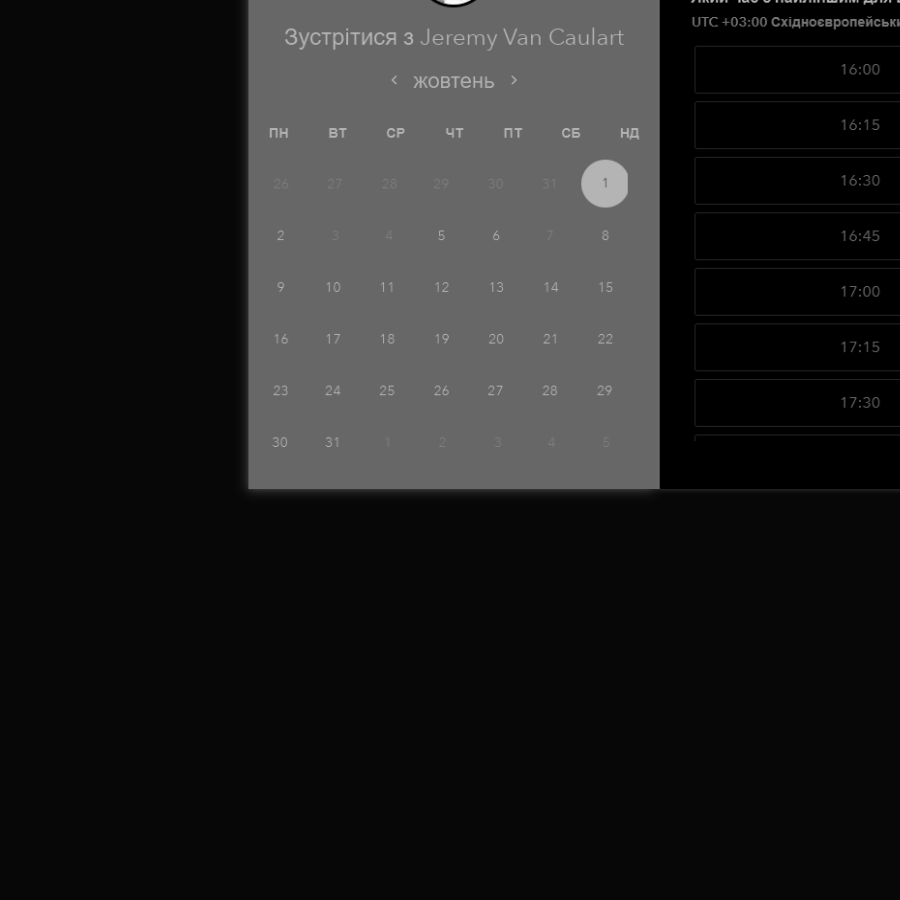 Зустрітися з Jeremy Van Caulart
‹ жовтень ›
ПН ВТ СР ЧТ ПТ СБ НД
26 27 28 29 30 31 1
2 3 4 5 6 7 8
9 10 11 12 13 14 15
16 17 18 19 20 21 22
23 24 25 26 27 28 29
30 31 1 2 3 4 5
UTC +03:00
16:00
16:15
16:30
16:45
17:00
17:15
17:30